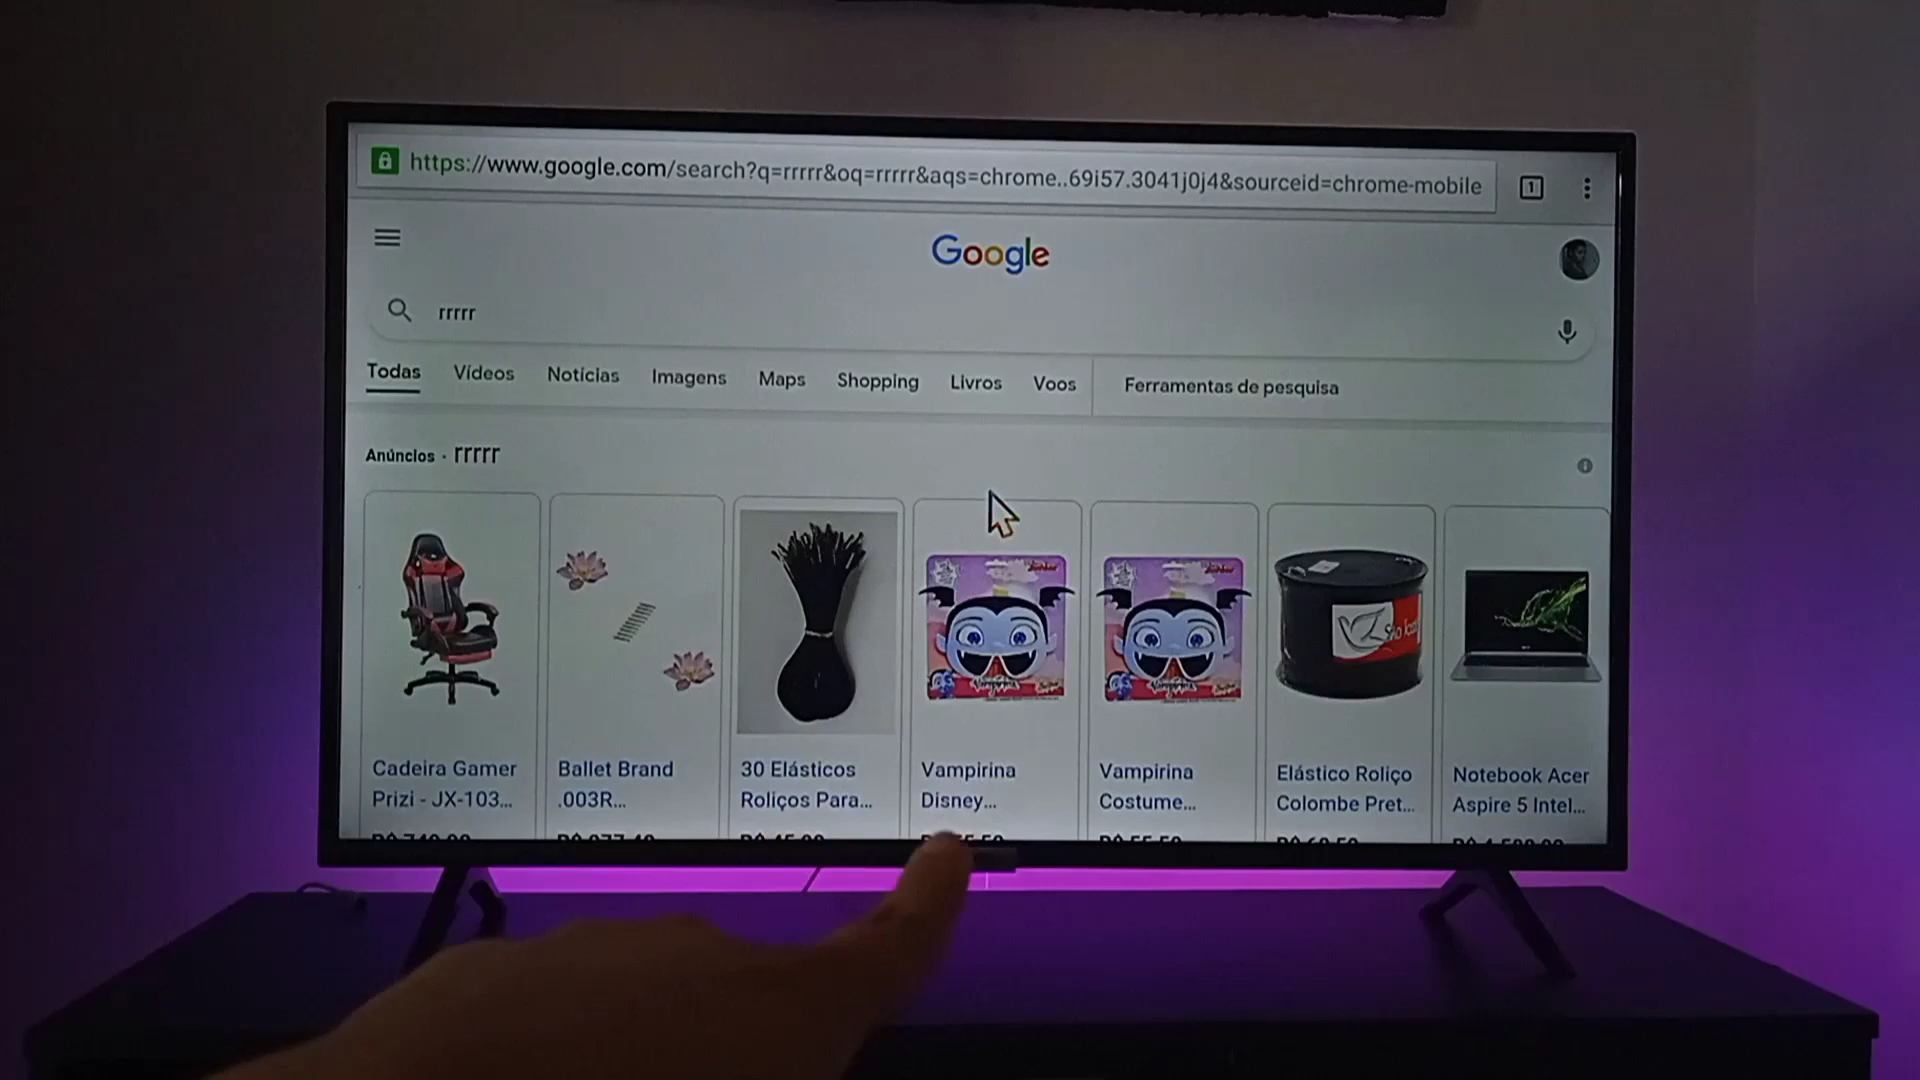 https://www.google.com/search?q=rrrrr&oq=rrrrr&aqs=chrome..69i57.3041j0j4&sourceid=chrome-mobile
1
Google
rrrrr
Todas Vídeos Notícias Imagens Maps Shopping Livros Voos Ferramentas de pesquisa
Anúncios · rrrrr
Cadeira Gamer
Prizi - JX-103...
Ballet Brand
.003R...
30 Elásticos
Roliços Para...
Vampirina
Disney...
Vampirina
Costume...
Elástico Roliço
Colombe Pret...
Notebook Acer
Aspire 5 Intel...